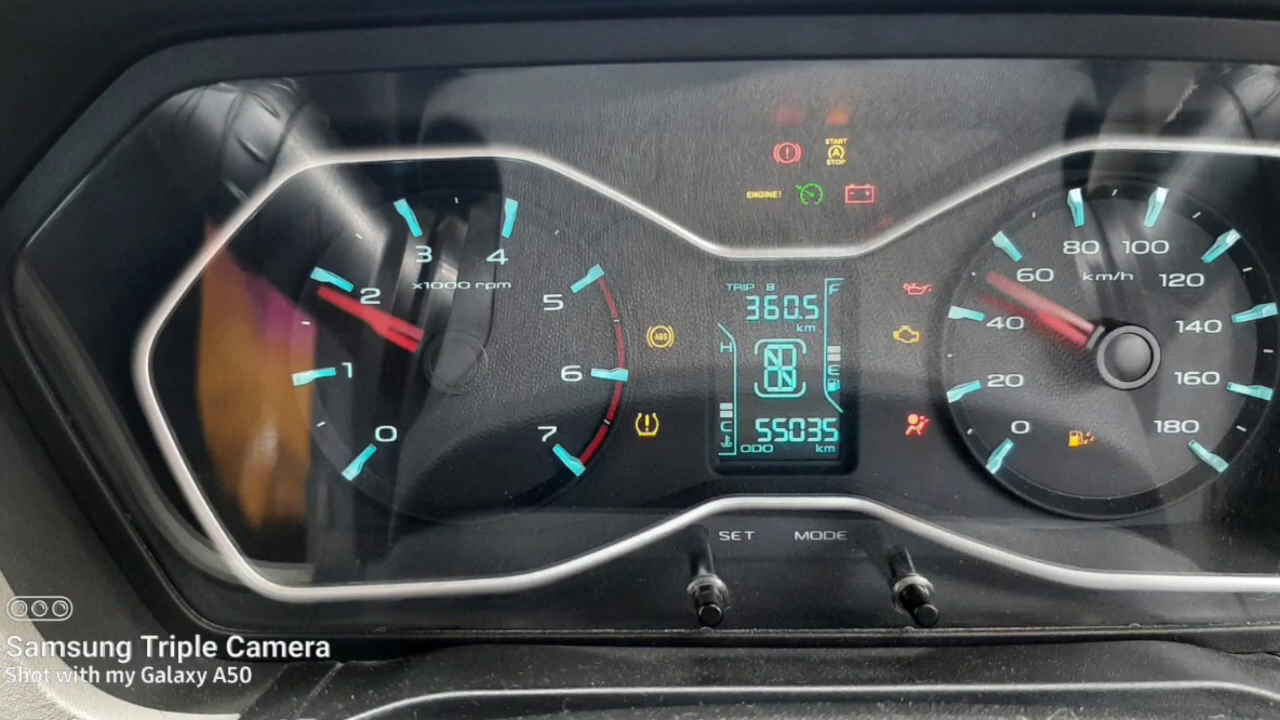 START
A
STOP
ENGINE!
3
4
2
x1000 rpm
5
1
6
0
7
ABS
TRIP B
360.5
km
F
H
E
C
55035
ODO km
80 100
60 km/h 120
40 140
20 160
0 180
SET MODE
Samsung Triple Camera
Shot with my Galaxy A50